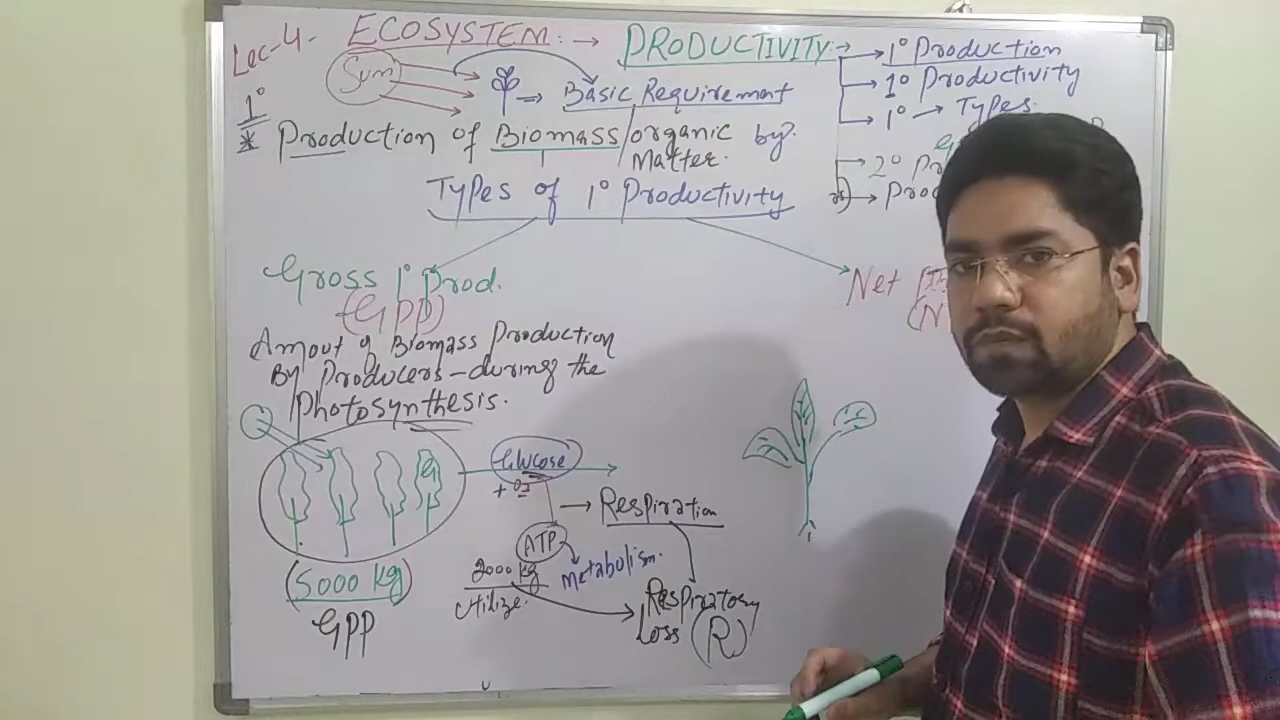 Lec-4- ECOSYSTEM:- → PRODUCTIVITY:→
→ 1° Production
→ 1° Productivity
1° → Types:
Sun
⇒ Basic Requirement
1°
* Production of Biomass/organic by?
Matter.
2° Pr
→ Prod
Types of 1° Productivity
Gross 1° Prod.
(GPP)
Net
(N
Amout of Biomass Production
By Producers - during the
Photosynthesis.
Glucose
+ O2
→ Respiration
ATP
Metabolism.
(5000 kg)
GPP
2000 kg
Utilize.
Respiratory
Loss (R)